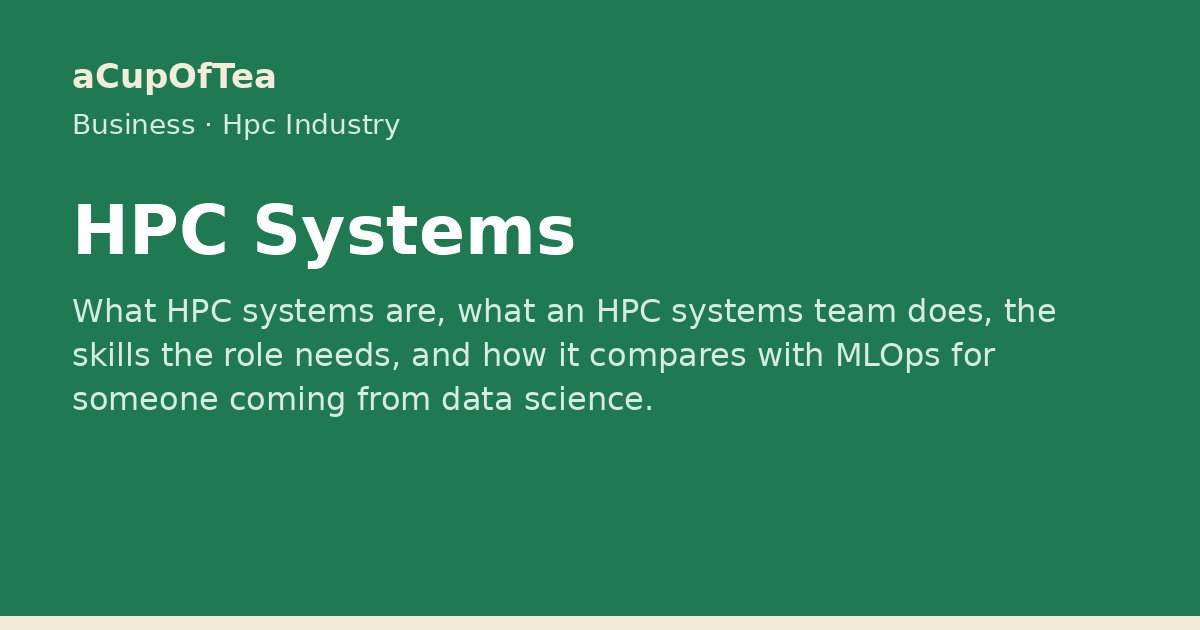 aCupOfTea
Business · Hpc Industry
HPC Systems
What HPC systems are, what an HPC systems team does, the
skills the role needs, and how it compares with MLOps for
someone coming from data science.